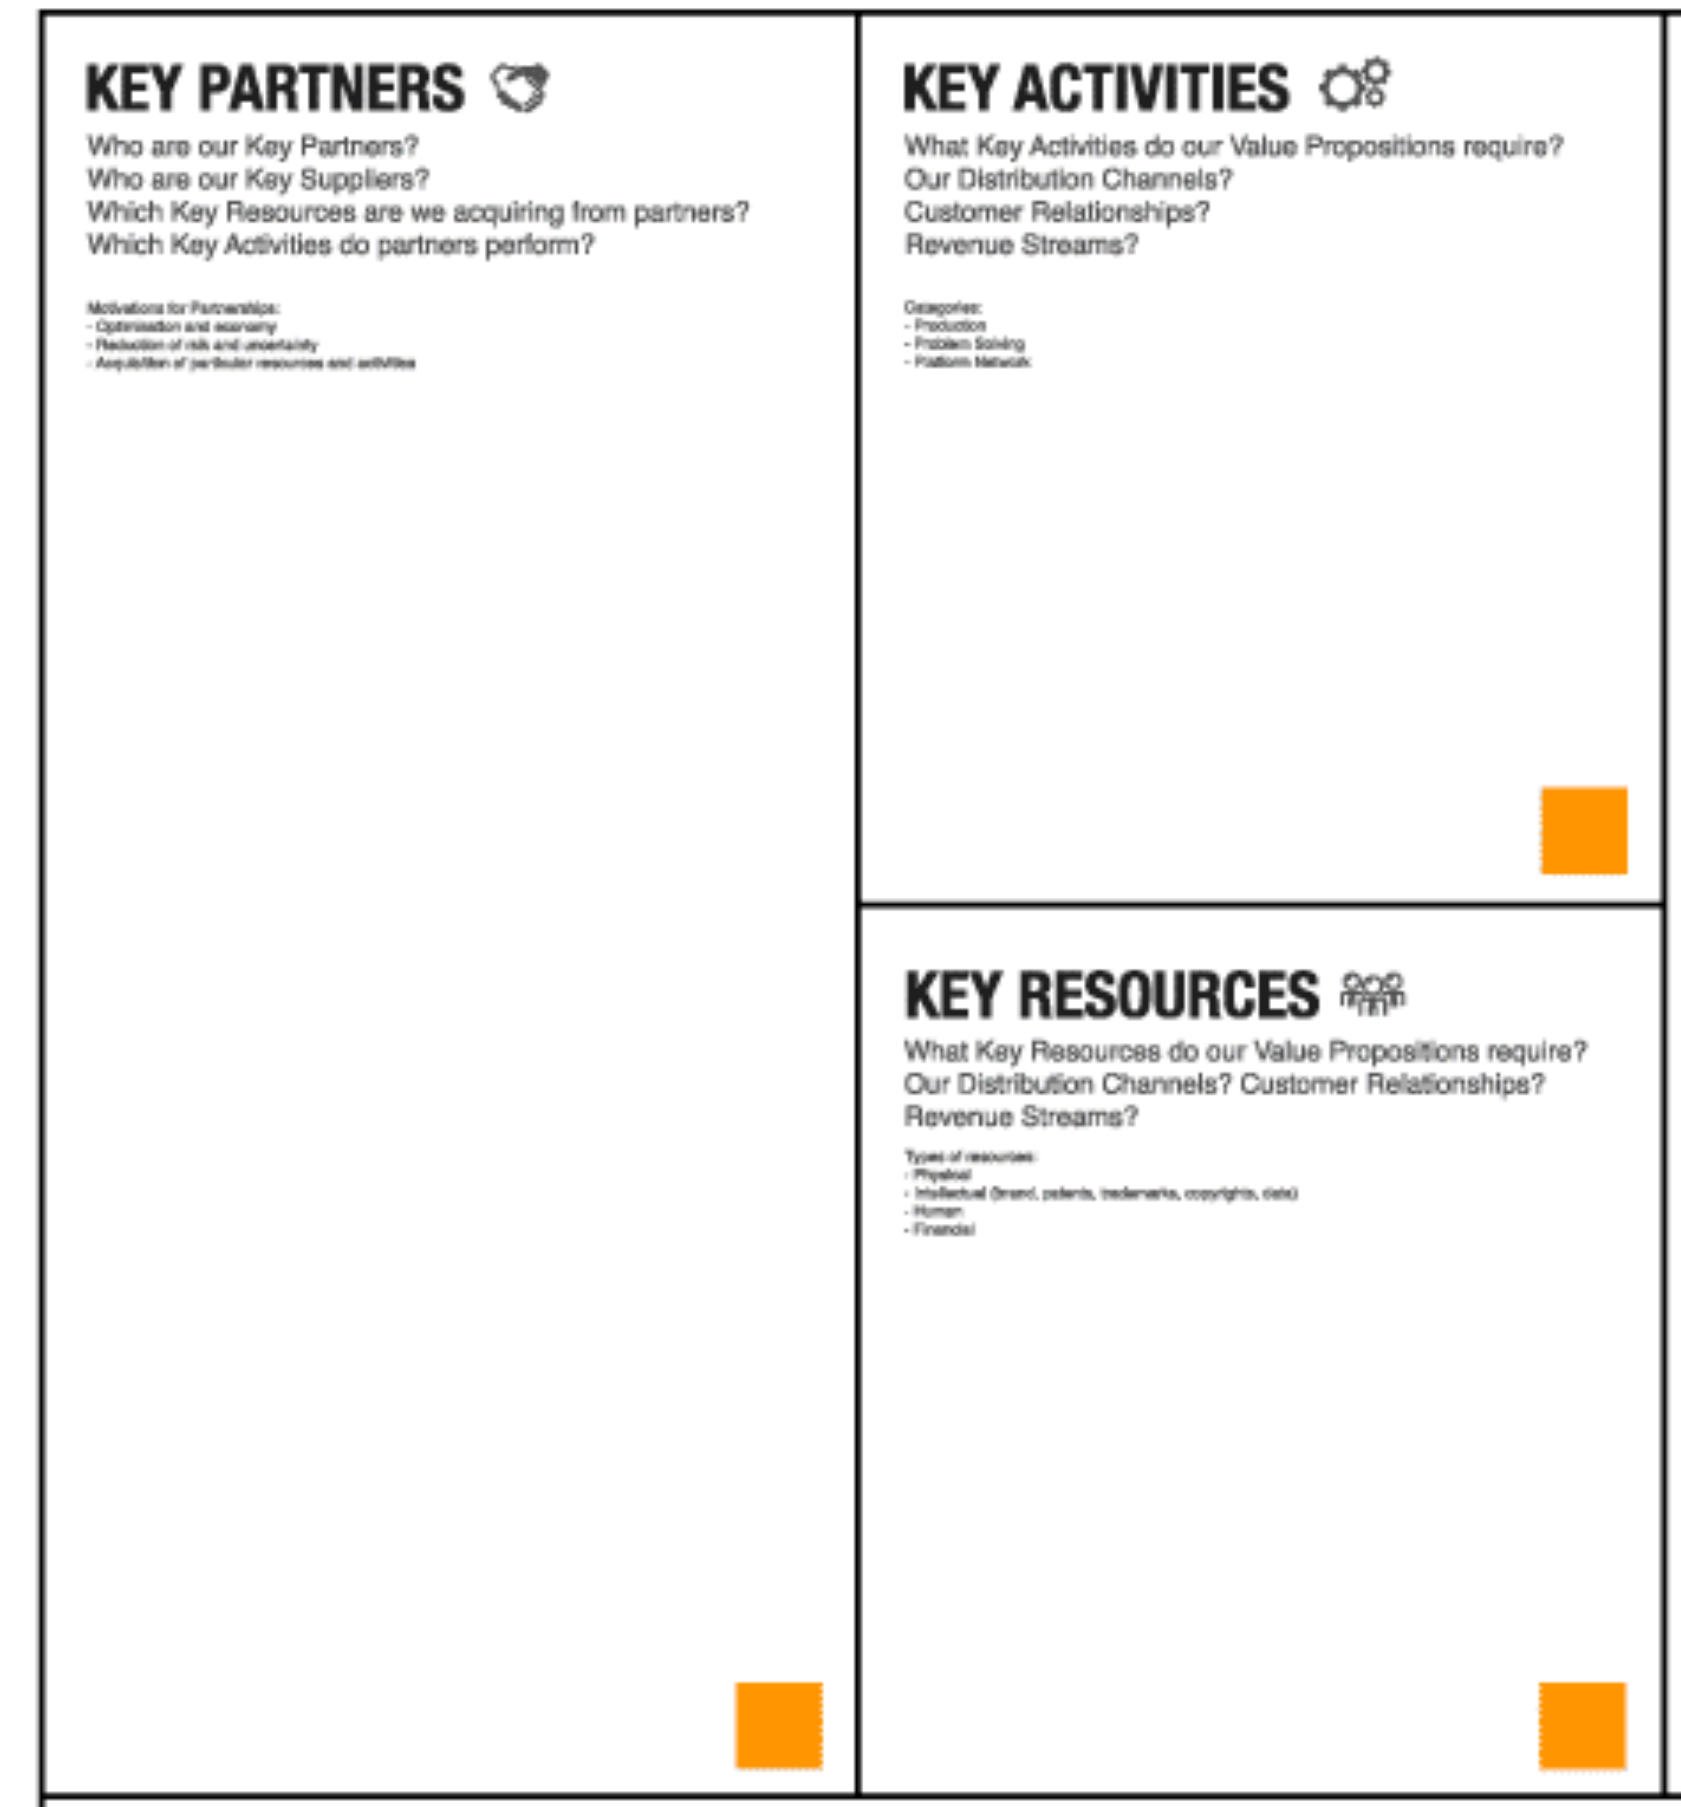 KEY PARTNERS
Who are our Key Partners?
Who are our Key Suppliers?
Which Key Resources are we acquiring from partners?
Which Key Activities do partners perform?
Motivations for Partnerships:
- Optimisation and economy
- Reduction of risk and uncertainty
- Acquisition of particular resources and activities
KEY ACTIVITIES
What Key Activities do our Value Propositions require?
Our Distribution Channels?
Customer Relationships?
Revenue Streams?
Categories:
- Production
- Problem Solving
- Platform Network
KEY RESOURCES
What Key Resources do our Value Propositions require?
Our Distribution Channels? Customer Relationships?
Revenue Streams?
Types of resources:
- Physical
- Intellectual (brand, patents, trademarks, copyrights, data)
- Human
- Financial